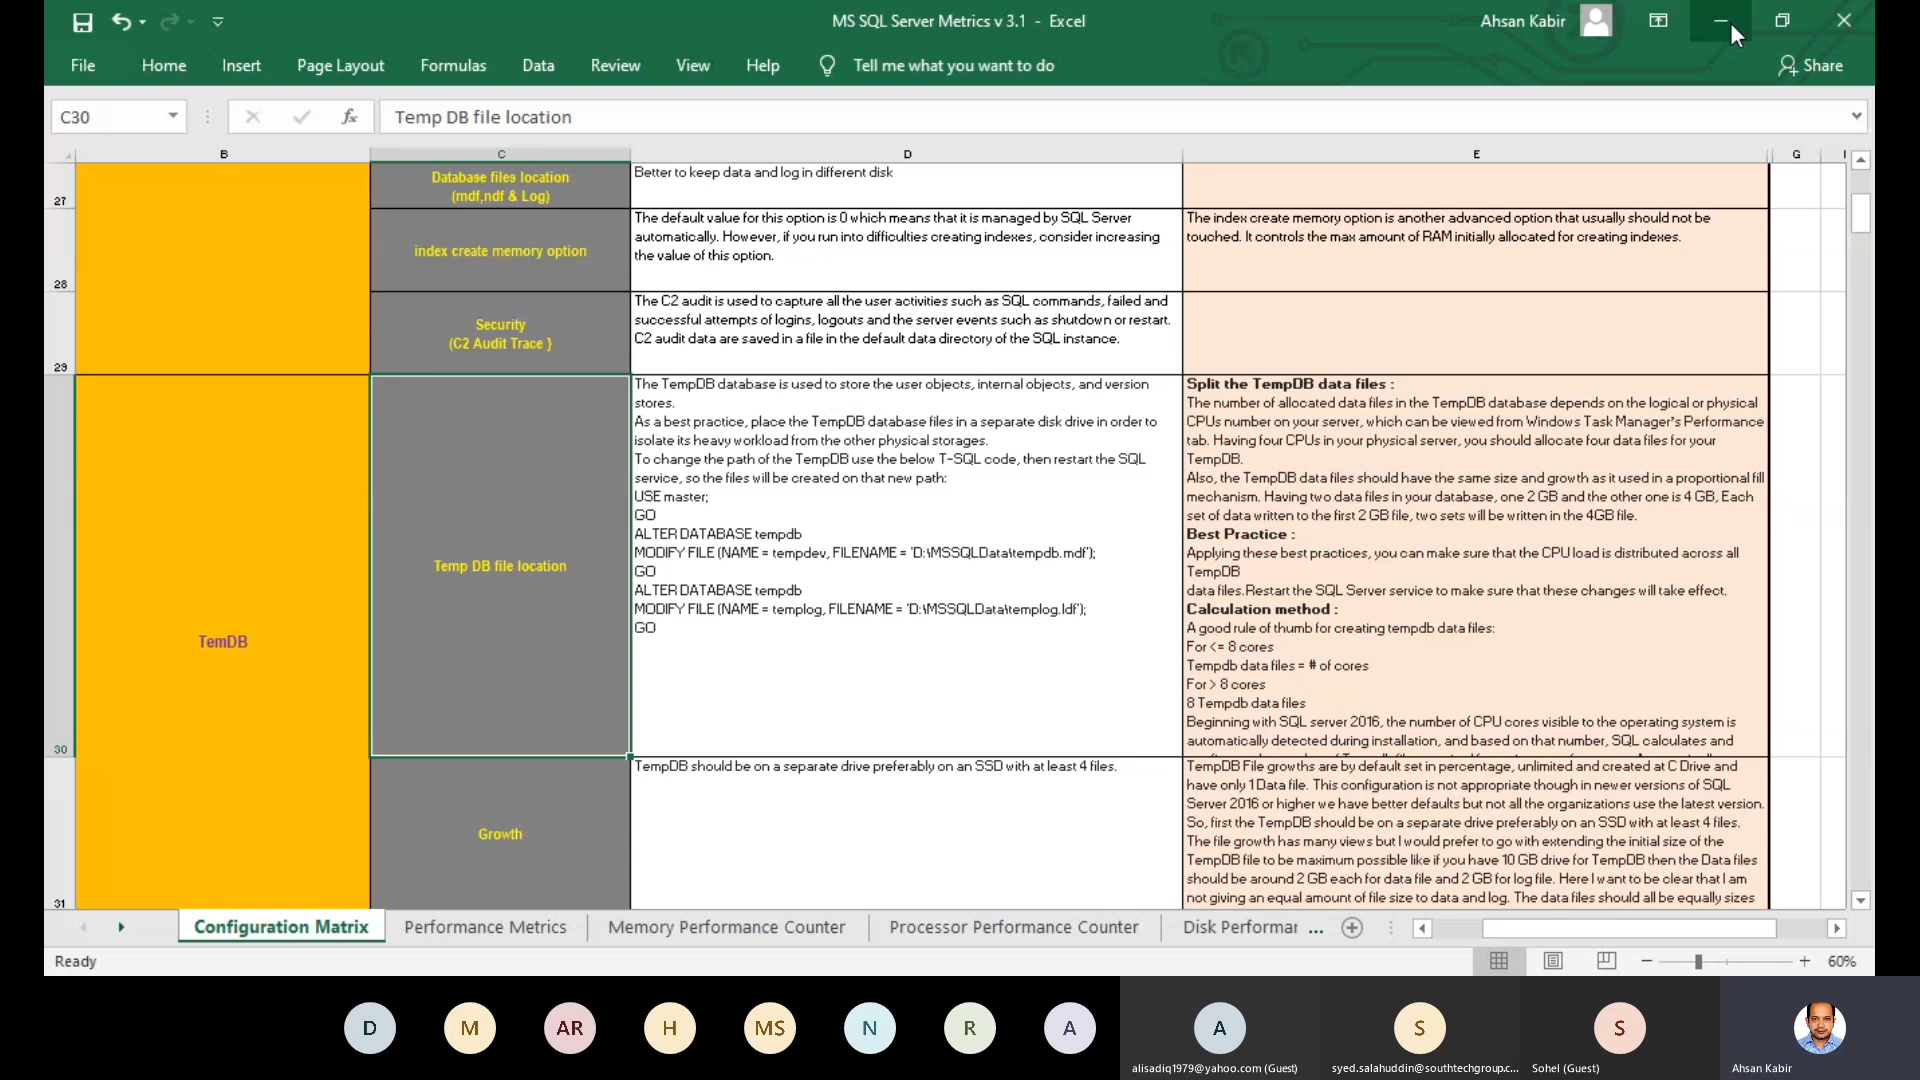 MS SQL Server Metrics v 3.1 - Excel
Ahsan Kabir
File Home Insert Page Layout Formulas Data Review View Help Tell me what you want to do Share
C30 fx Temp DB file location
B C D E G
27
Database files location
(mdf,ndf & Log)
Better to keep data and log in different disk
28
index create memory option
The default value for this option is 0 which means that it is managed by SQL Server
automatically. However, if you run into difficulties creating indexes, consider increasing
the value of this option.
The index create memory option is another advanced option that usually should not be
touched. It controls the max amount of RAM initially allocated for creating indexes.
29
Security
(C2 Audit Trace }
The C2 audit is used to capture all the user activities such as SQL commands, failed and
successful attempts of logins, logouts and the server events such as shutdown or restart.
C2 audit data are saved in a file in the default data directory of the SQL instance.
30
TemDB
Temp DB file location
The TempDB database is used to store the user objects, internal objects, and version
stores.
As a best practice, place the TempDB database files in a separate disk drive in order to
isolate its heavy workload from the other physical storages.
To change the path of the TempDB use the below T-SQL code, then restart the SQL
service, so the files will be created on that new path:
USE master;
GO
ALTER DATABASE tempdb
MODIFY FILE (NAME = tempdev, FILENAME = 'D:\MSSQLData\tempdb.mdf');
GO
ALTER DATABASE tempdb
MODIFY FILE (NAME = templog, FILENAME = 'D:\MSSQLData\templog.ldf');
GO
Split the TempDB data files :
The number of allocated data files in the TempDB database depends on the logical or physical
CPUs number on your server, which can be viewed from Windows Task Manager's Performance
tab. Having four CPUs in your physical server, you should allocate four data files for your
TempDB.
Also, the TempDB data files should have the same size and growth as it used in a proportional fill
mechanism. Having two data files in your database, one 2 GB and the other one is 4 GB, Each
set of data written to the first 2 GB file, two sets will be written in the 4GB file.
Best Practice :
Applying these best practices, you can make sure that the CPU load is distributed across all
TempDB
data files.Restart the SQL Server service to make sure that these changes will take effect.
Calculation method :
A good rule of thumb for creating tempdb data files:
For <= 8 cores
Tempdb data files = # of cores
For > 8 cores
8 Tempdb data files
Beginning with SQL server 2016, the number of CPU cores visible to the operating system is
automatically detected during installation, and based on that number, SQL calculates and
31
Growth
TempDB should be on a separate drive preferably on an SSD with at least 4 files.
TempDB File growths are by default set in percentage, unlimited and created at C Drive and
have only 1 Data file. This configuration is not appropriate though in newer versions of SQL
Server 2016 or higher we have better defaults but not all the organizations use the latest version.
So, first the TempDB should be on a separate drive preferably on an SSD with at least 4 files.
The file growth has many views but I would prefer to go with extending the initial size of the
TempDB file to be maximum possible like if you have 10 GB drive for TempDB then the Data files
should be around 2 GB each for data file and 2 GB for log file. Here I want to be clear that I am
not giving an equal amount of file size to data and log. The data files should all be equally sizes
Configuration Matrix Performance Metrics Memory Performance Counter Processor Performance Counter Disk Performar ...
Ready 60%
D M AR H MS N R A A S S
alisadiq1979@yahoo.com (Guest) syed.salahuddin@southtechgroup.c... Sohel (Guest) Ahsan Kabir